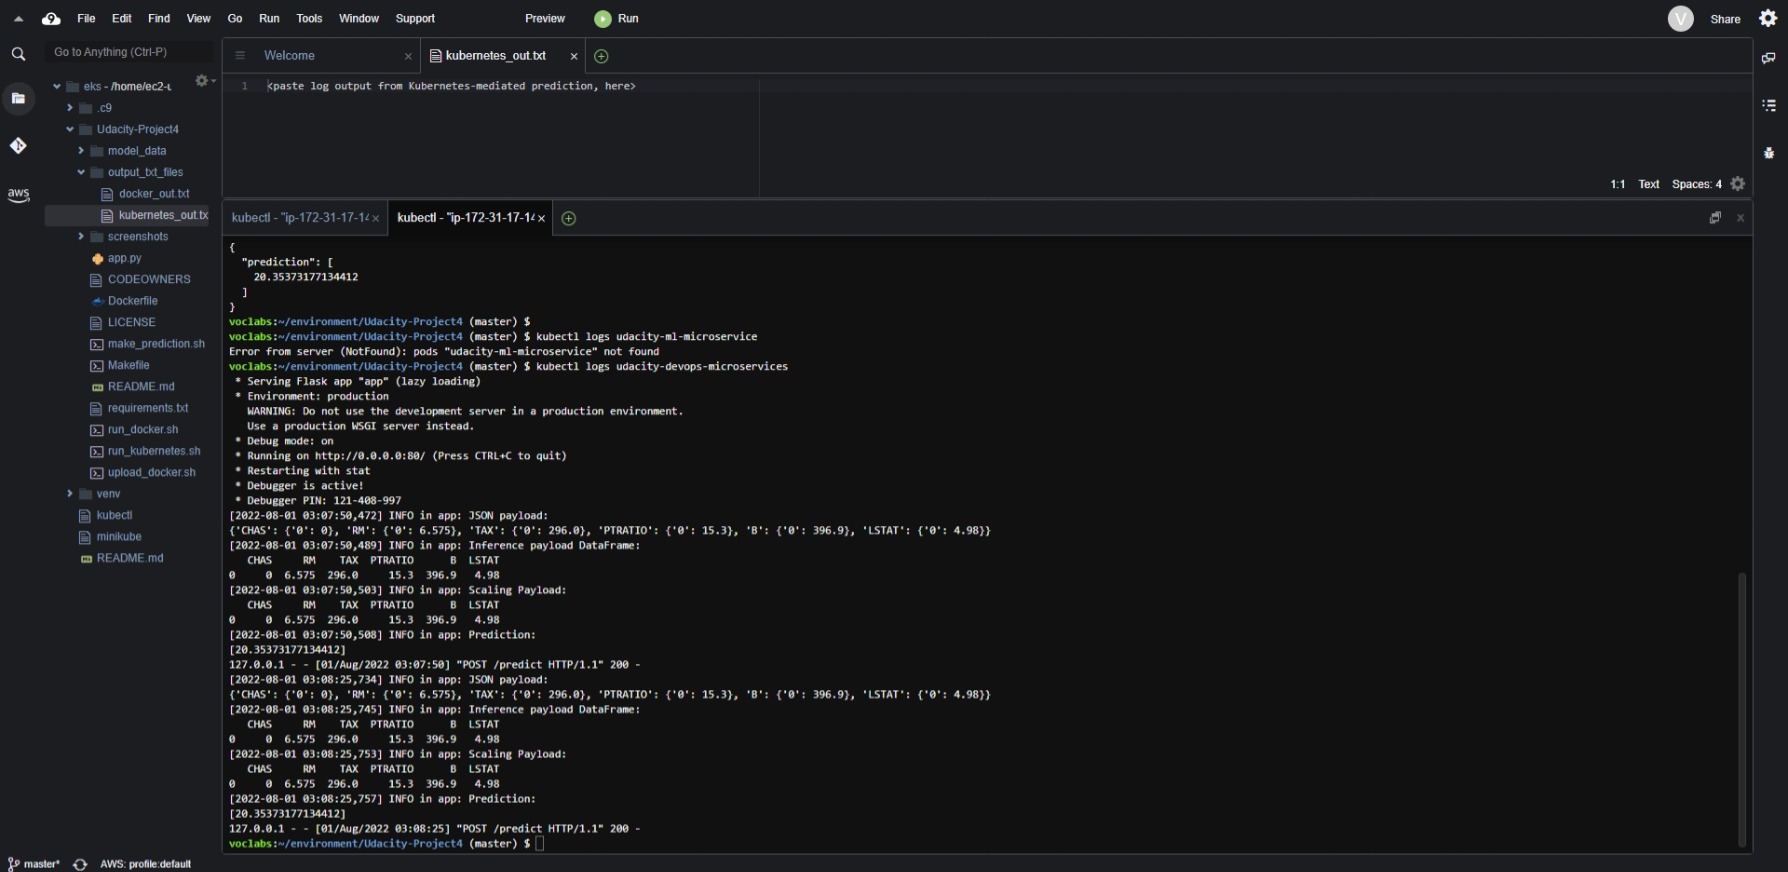 File Edit Find View Go Run Tools Window Support Preview Run V Share
Go to Anything (Ctrl-P)
Welcome × kubernetes_out.txt ×
1 <paste log output from Kubernetes-mediated prediction, here>
1:1 Text Spaces: 4
eks - /home/ec2-u
.c9
Udacity-Project4
model_data
output_txt_files
docker_out.txt
kubernetes_out.tx
screenshots
app.py
CODEOWNERS
Dockerfile
LICENSE
make_prediction.sh
Makefile
README.md
requirements.txt
run_docker.sh
run_kubernetes.sh
upload_docker.sh
venv
kubectl
minikube
README.md
aws
kubectl - "ip-172-31-17-14 × kubectl - "ip-172-31-17-14 ×
{
"prediction": [
20.35373177134412
]
}
voclabs:~/environment/Udacity-Project4 (master) $
voclabs:~/environment/Udacity-Project4 (master) $ kubectl logs udacity-ml-microservice
Error from server (NotFound): pods "udacity-ml-microservice" not found
voclabs:~/environment/Udacity-Project4 (master) $ kubectl logs udacity-devops-microservices
* Serving Flask app "app" (lazy loading)
* Environment: production
WARNING: Do not use the development server in a production environment.
Use a production WSGI server instead.
* Debug mode: on
* Running on http://0.0.0.0:80/ (Press CTRL+C to quit)
* Restarting with stat
* Debugger is active!
* Debugger PIN: 121-408-997
[2022-08-01 03:07:50,472] INFO in app: JSON payload:
{'CHAS': {'0': 0}, 'RM': {'0': 6.575}, 'TAX': {'0': 296.0}, 'PTRATIO': {'0': 15.3}, 'B': {'0': 396.9}, 'LSTAT': {'0': 4.98}}
[2022-08-01 03:07:50,489] INFO in app: Inference payload DataFrame:
CHAS RM TAX PTRATIO B LSTAT
0 0 6.575 296.0 15.3 396.9 4.98
[2022-08-01 03:07:50,503] INFO in app: Scaling Payload:
CHAS RM TAX PTRATIO B LSTAT
0 0 6.575 296.0 15.3 396.9 4.98
[2022-08-01 03:07:50,508] INFO in app: Prediction:
[20.35373177134412]
127.0.0.1 - - [01/Aug/2022 03:07:50] "POST /predict HTTP/1.1" 200 -
[2022-08-01 03:08:25,734] INFO in app: JSON payload:
{'CHAS': {'0': 0}, 'RM': {'0': 6.575}, 'TAX': {'0': 296.0}, 'PTRATIO': {'0': 15.3}, 'B': {'0': 396.9}, 'LSTAT': {'0': 4.98}}
[2022-08-01 03:08:25,745] INFO in app: Inference payload DataFrame:
CHAS RM TAX PTRATIO B LSTAT
0 0 6.575 296.0 15.3 396.9 4.98
[2022-08-01 03:08:25,753] INFO in app: Scaling Payload:
CHAS RM TAX PTRATIO B LSTAT
0 0 6.575 296.0 15.3 396.9 4.98
[2022-08-01 03:08:25,757] INFO in app: Prediction:
[20.35373177134412]
127.0.0.1 - - [01/Aug/2022 03:08:25] "POST /predict HTTP/1.1" 200 -
voclabs:~/environment/Udacity-Project4 (master) $
master* AWS: profile:default